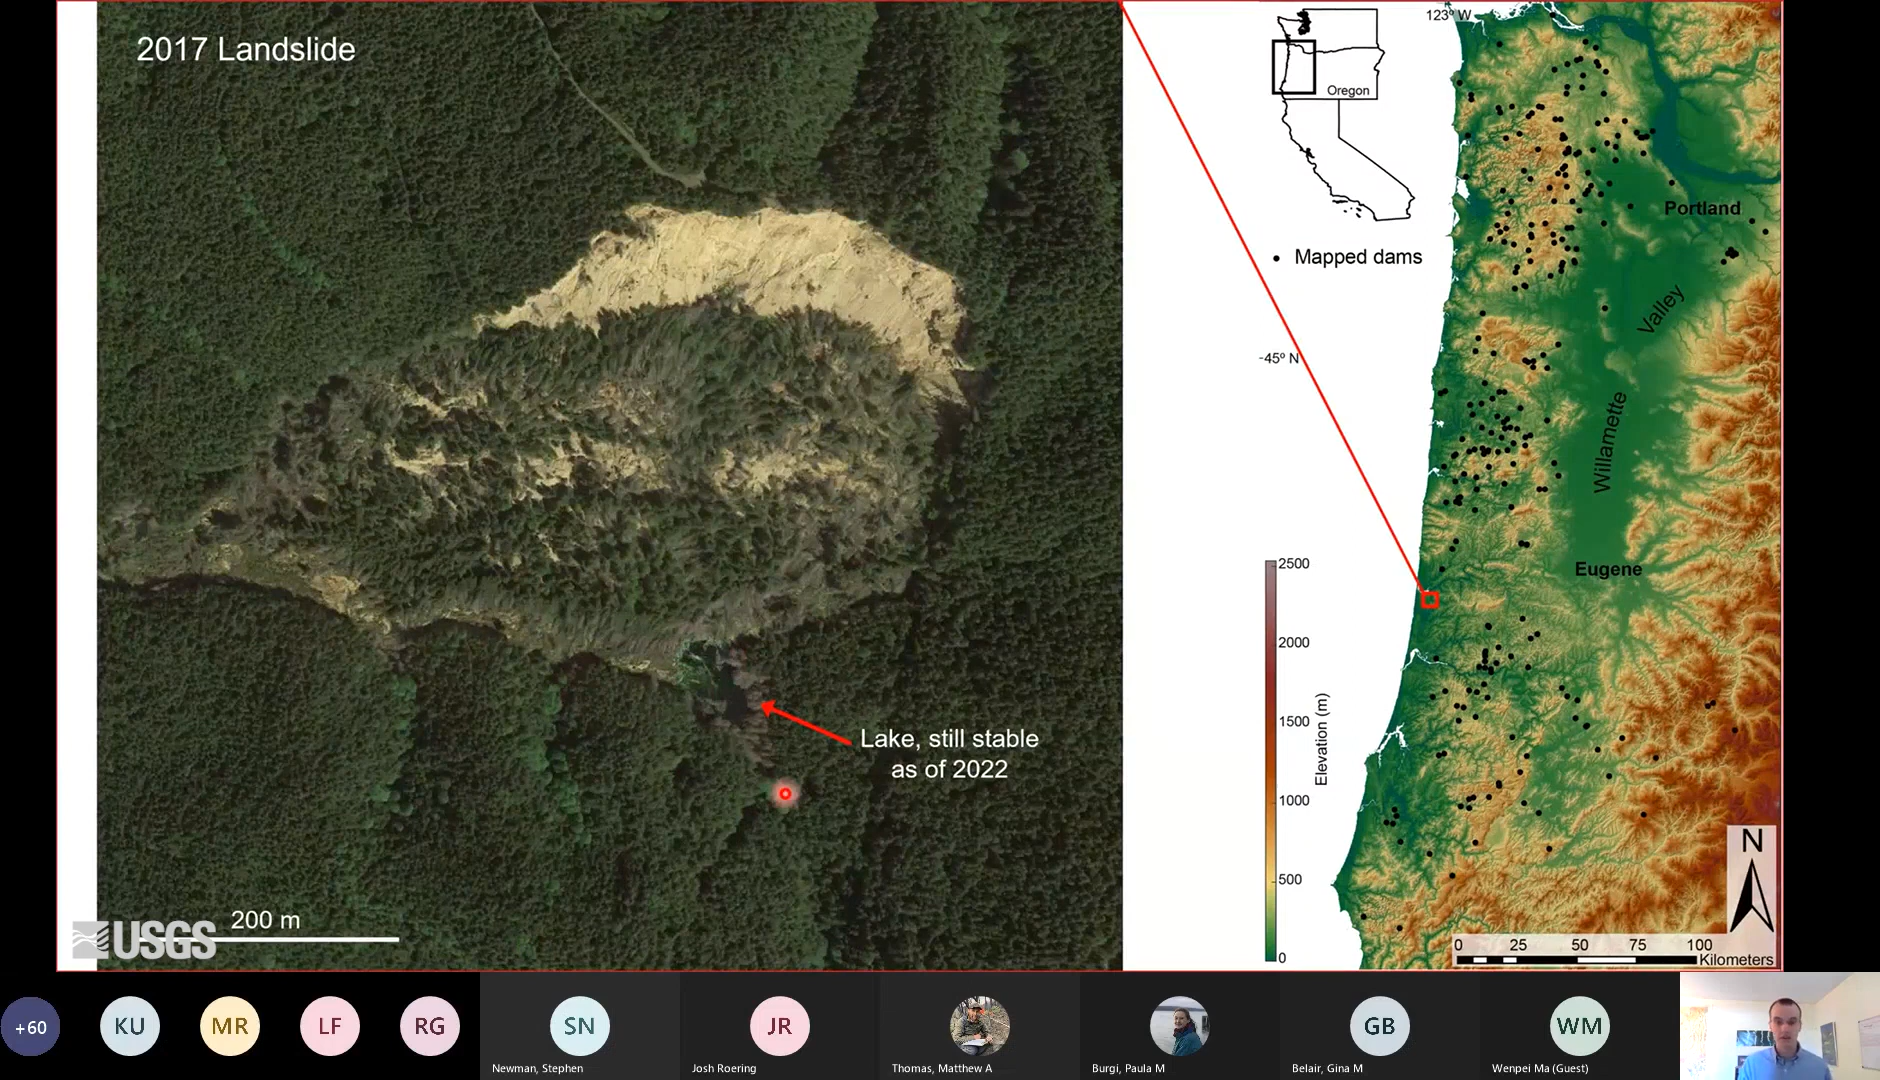 2017 Landslide
Lake, still stable
as of 2022
200 m
USGS
123° W
Oregon
Mapped dams
-45° N
Portland
Willamette Valley
Eugene
2500
2000
1500
1000
500
0
Elevation (m)
N
0 25 50 75 100
Kilometers
+60
KU
MR
LF
RG
SN
Newman, Stephen
JR
Josh Roering
Thomas, Matthew A
Burgi, Paula M
GB
Belair, Gina M
WM
Wenpei Ma (Guest)